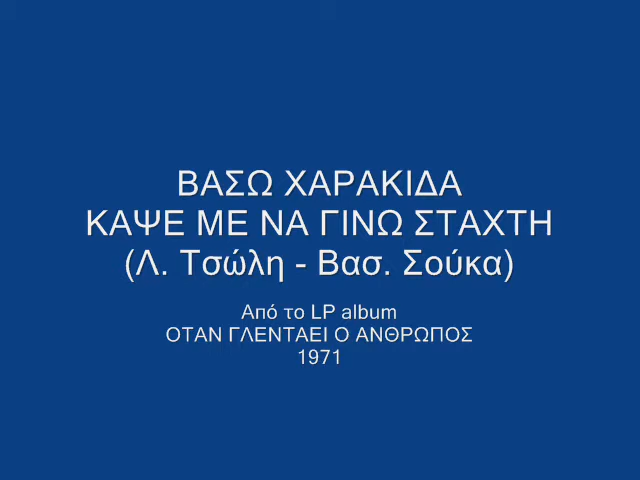 ΒΑΣΩ ΧΑΡΑΚΙΔΑ
ΚΑΨΕ ΜΕ ΝΑ ΓΙΝΩ ΣΤΑΧΤΗ
(Λ. Τσώλη - Βασ. Σούκα)
Από το LP album
ΟΤΑΝ ΓΛΕΝΤΑΕΙ Ο ΑΝΘΡΩΠΟΣ
1971